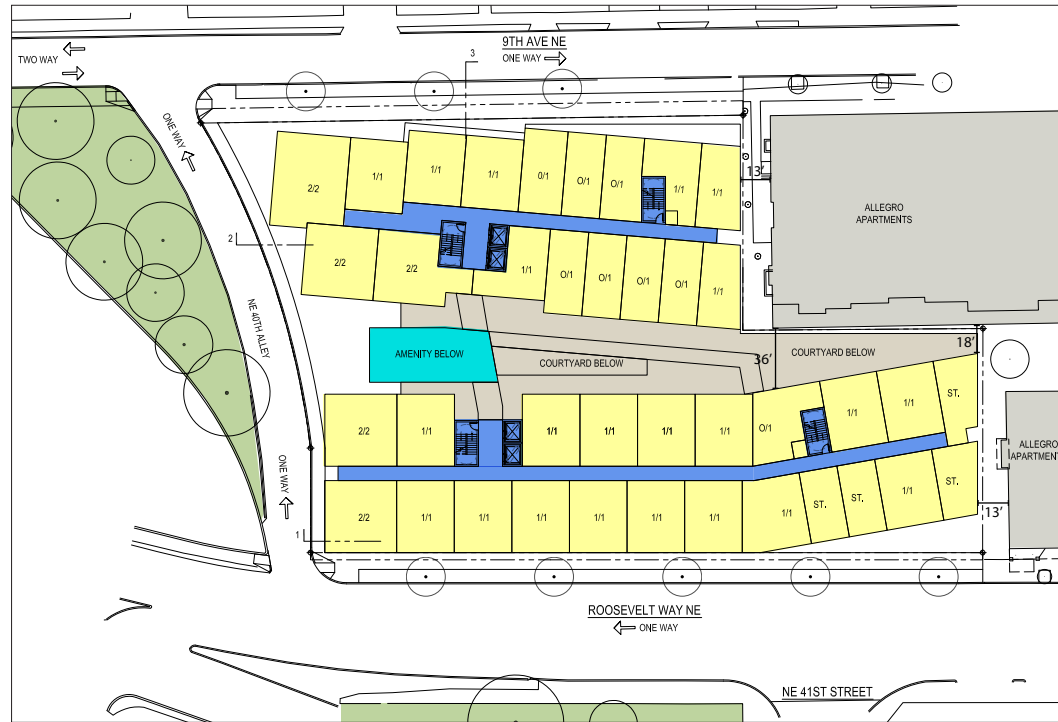 9TH AVE NE
ONE WAY
TWO WAY
3
ONE WAY
2/2
1/1
1/1
1/1
0/1
O/1
O/1
1/1
1/1
13'
ALLEGRO
APARTMENTS
2
2/2
2/2
1/1
O/1
O/1
O/1
O/1
1/1
NE 40TH ALLEY
AMENITY BELOW
COURTYARD BELOW
36'
COURTYARD BELOW
18'
2/2
1/1
1/1
1/1
1/1
1/1
O/1
1/1
1/1
ST.
ALLEGRO
APARTMENT
ONE WAY
2/2
1/1
1/1
1/1
1/1
1/1
1/1
1/1
ST.
ST.
1/1
ST.
13'
1
ROOSEVELT WAY NE
ONE WAY
NE 41ST STREET